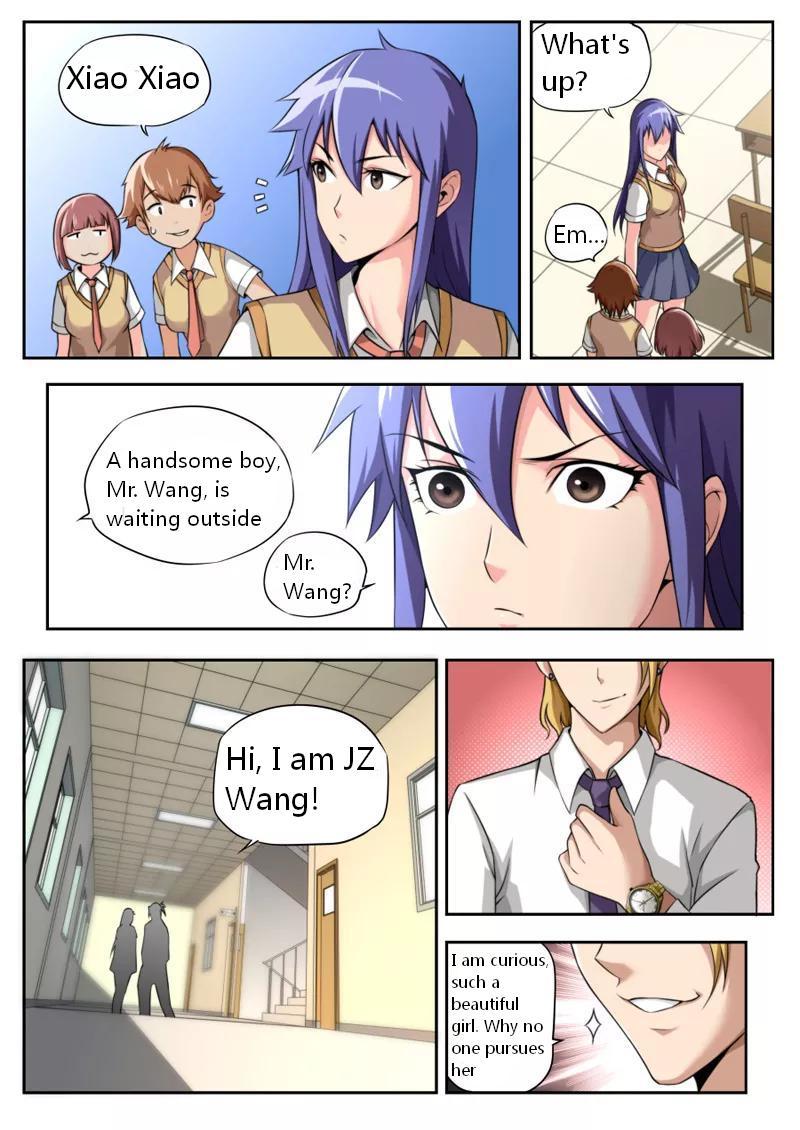 Xiao Xiao
What's
up?
Em...
A handsome boy,
Mr. Wang, is
waiting outside
Mr.
Wang?
Hi, I am JZ
Wang!
I am curious,
such a
beautiful
girl. Why no
one pursues
her